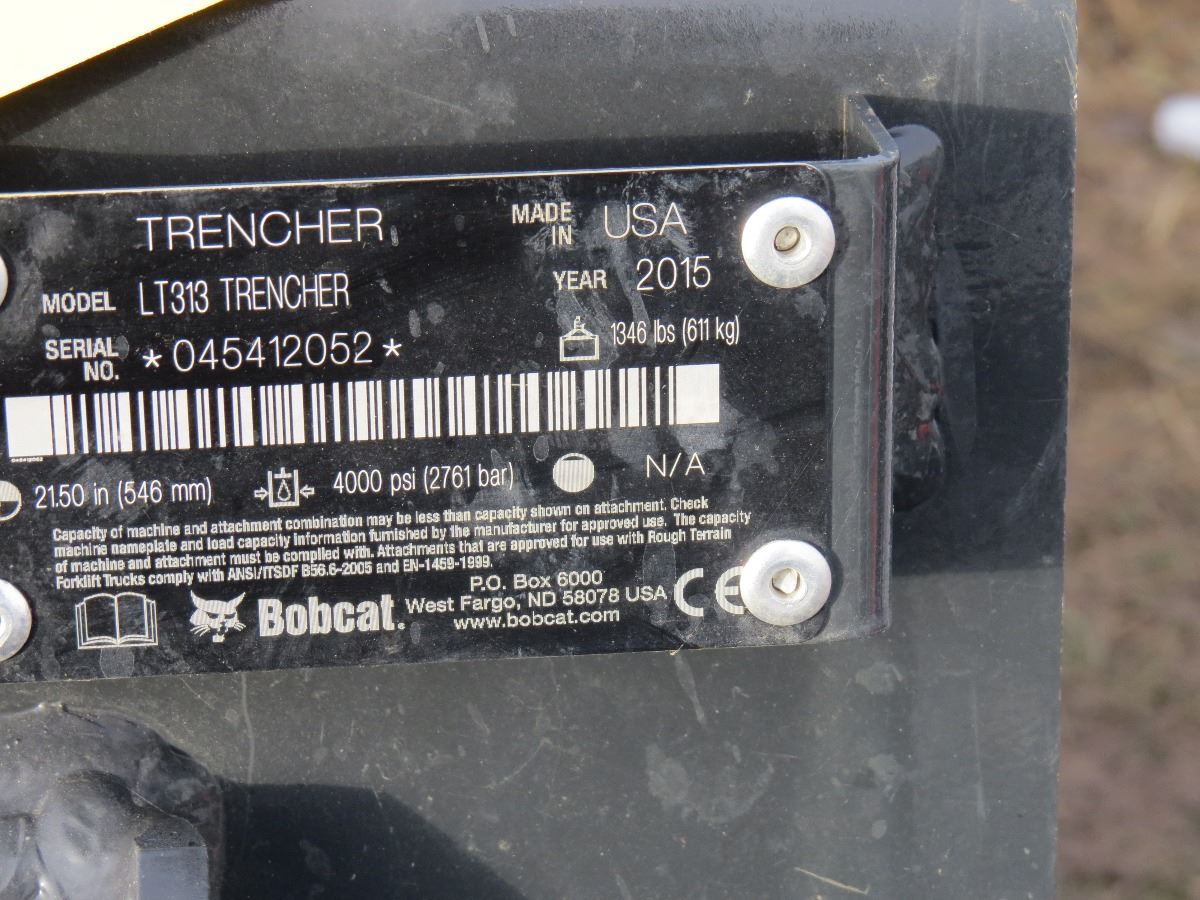 TRENCHER MADE IN USA
MODEL LT313 TRENCHER YEAR 2015
SERIAL NO. *045412052* 1346 lbs (611 kg)
21.50 in (546 mm) 4000 psi (2761 bar) N/A
Capacity of machine and attachment combination may be less than capacity shown on attachment. Check
machine nameplate and load capacity information furnished by the manufacturer for approved use. The capacity
of machine and attachment must be complied with. Attachments that are approved for use with Rough Terrain
Forklift Trucks comply with ANSI/ITSDF B56.6-2005 and EN-1459-1999.
Bobcat.
P.O. Box 6000
West Fargo, ND 58078 USA
www.bobcat.com
CE